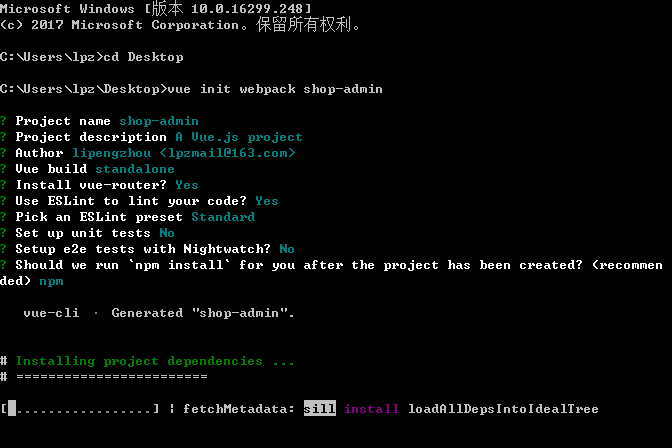 Microsoft Windows [版本 10.0.16299.248]
(c) 2017 Microsoft Corporation。保留所有权利。
C:\Users\lpz>cd Desktop
C:\Users\lpz\Desktop>vue init webpack shop-admin
? Project name shop-admin
? Project description A Vue.js project
? Author lipengzhou <lpzmail@163.com>
? Vue build standalone
? Install vue-router? Yes
? Use ESLint to lint your code? Yes
? Pick an ESLint preset Standard
? Set up unit tests No
? Setup e2e tests with Nightwatch? No
? Should we run `npm install` for you after the project has been created? (recommen
ded) npm
vue-cli · Generated "shop-admin".
# Installing project dependencies ...
# ========================
[ .................] | fetchMetadata: sill install loadAllDepsIntoIdealTree